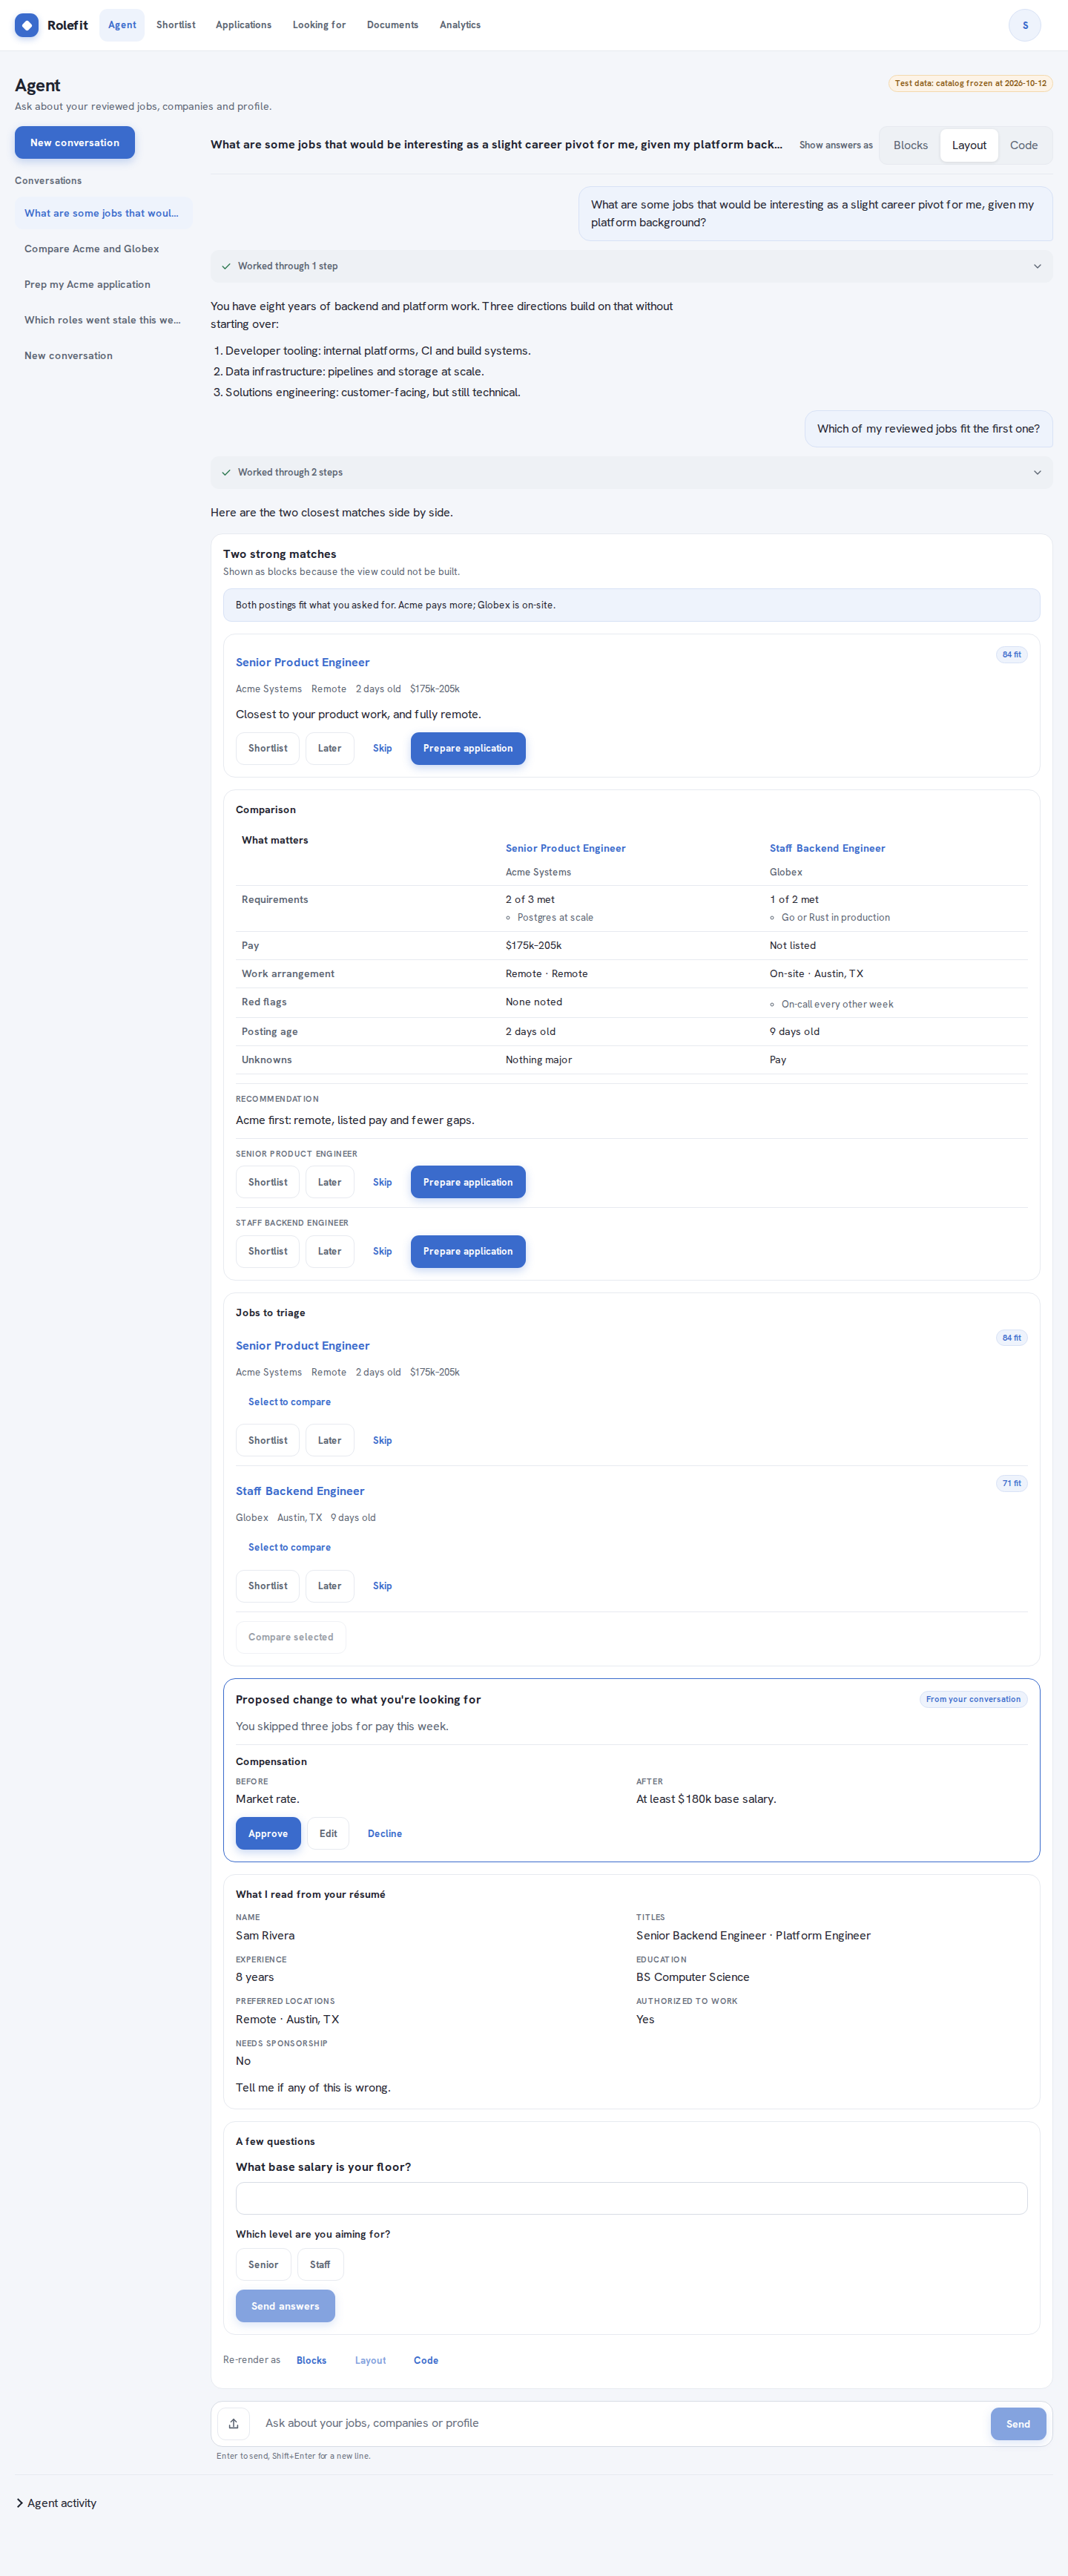 Rolefit
Agent
Shortlist
Applications
Looking for
Documents
Analytics
S
Agent
Test data: catalog frozen at 2026-10-12
Ask about your reviewed jobs, companies and profile.
New conversation
Conversations
What are some jobs that woul...
Compare Acme and Globex
Prep my Acme application
Which roles went stale this we...
New conversation
What are some jobs that would be interesting as a slight career pivot for me, given my platform back...
Show answers as
Blocks
Layout
Code
What are some jobs that would be interesting as a slight career pivot for me, given my
platform background?
Worked through 1 step
You have eight years of backend and platform work. Three directions build on that without
starting over:
1. Developer tooling: internal platforms, CI and build systems.
2. Data infrastructure: pipelines and storage at scale.
3. Solutions engineering: customer-facing, but still technical.
Which of my reviewed jobs fit the first one?
Worked through 2 steps
Here are the two closest matches side by side.
Two strong matches
Shown as blocks because the view could not be built.
Both postings fit what you asked for. Acme pays more; Globex is on-site.
Senior Product Engineer
84 fit
Acme Systems Remote 2 days old $175k–205k
Closest to your product work, and fully remote.
Shortlist Later Skip Prepare application
Comparison
What matters
Senior Product Engineer
Acme Systems
Staff Backend Engineer
Globex
Requirements
2 of 3 met
Postgres at scale
1 of 2 met
Go or Rust in production
Pay
$175k–205k
Not listed
Work arrangement
Remote · Remote
On-site · Austin, TX
Red flags
None noted
On-call every other week
Posting age
2 days old
9 days old
Unknowns
Nothing major
Pay
RECOMMENDATION
Acme first: remote, listed pay and fewer gaps.
SENIOR PRODUCT ENGINEER
Shortlist Later Skip Prepare application
STAFF BACKEND ENGINEER
Shortlist Later Skip Prepare application
Jobs to triage
Senior Product Engineer
84 fit
Acme Systems Remote 2 days old $175k–205k
Select to compare
Shortlist Later Skip
Staff Backend Engineer
71 fit
Globex Austin, TX 9 days old
Select to compare
Shortlist Later Skip
Compare selected
Proposed change to what you're looking for
From your conversation
You skipped three jobs for pay this week.
Compensation
BEFORE
Market rate.
AFTER
At least $180k base salary.
Approve Edit Decline
What I read from your résumé
NAME
Sam Rivera
TITLES
Senior Backend Engineer · Platform Engineer
EXPERIENCE
8 years
EDUCATION
BS Computer Science
PREFERRED LOCATIONS
Remote · Austin, TX
AUTHORIZED TO WORK
Yes
NEEDS SPONSORSHIP
No
Tell me if any of this is wrong.
A few questions
What base salary is your floor?
Which level are you aiming for?
Senior Staff
Send answers
Re-render as Blocks Layout Code
Ask about your jobs, companies or profile
Send
Enter to send, Shift+Enter for a new line.
Agent activity